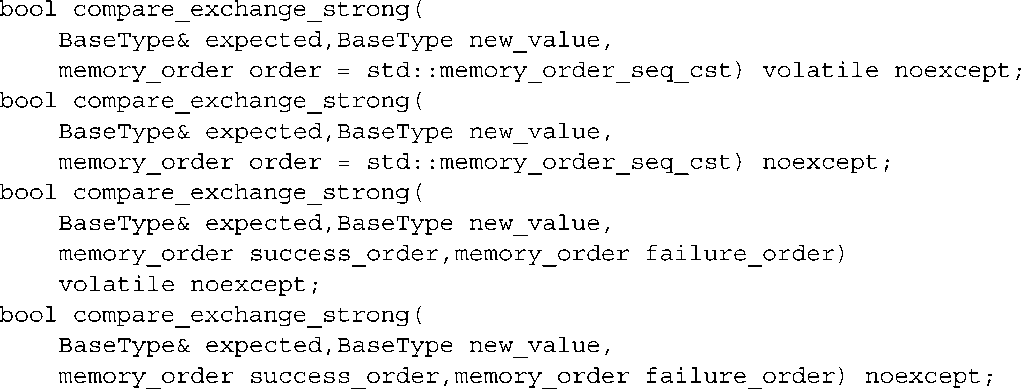 bool compare_exchange_strong(
    BaseType& expected,BaseType new_value,
    memory_order order = std::memory_order_seq_cst) volatile noexcept;
bool compare_exchange_strong(
    BaseType& expected,BaseType new_value,
    memory_order order = std::memory_order_seq_cst) noexcept;
bool compare_exchange_strong(
    BaseType& expected,BaseType new_value,
    memory_order success_order,memory_order failure_order)
    volatile noexcept;
bool compare_exchange_strong(
    BaseType& expected,BaseType new_value,
    memory_order success_order,memory_order failure_order) noexcept;